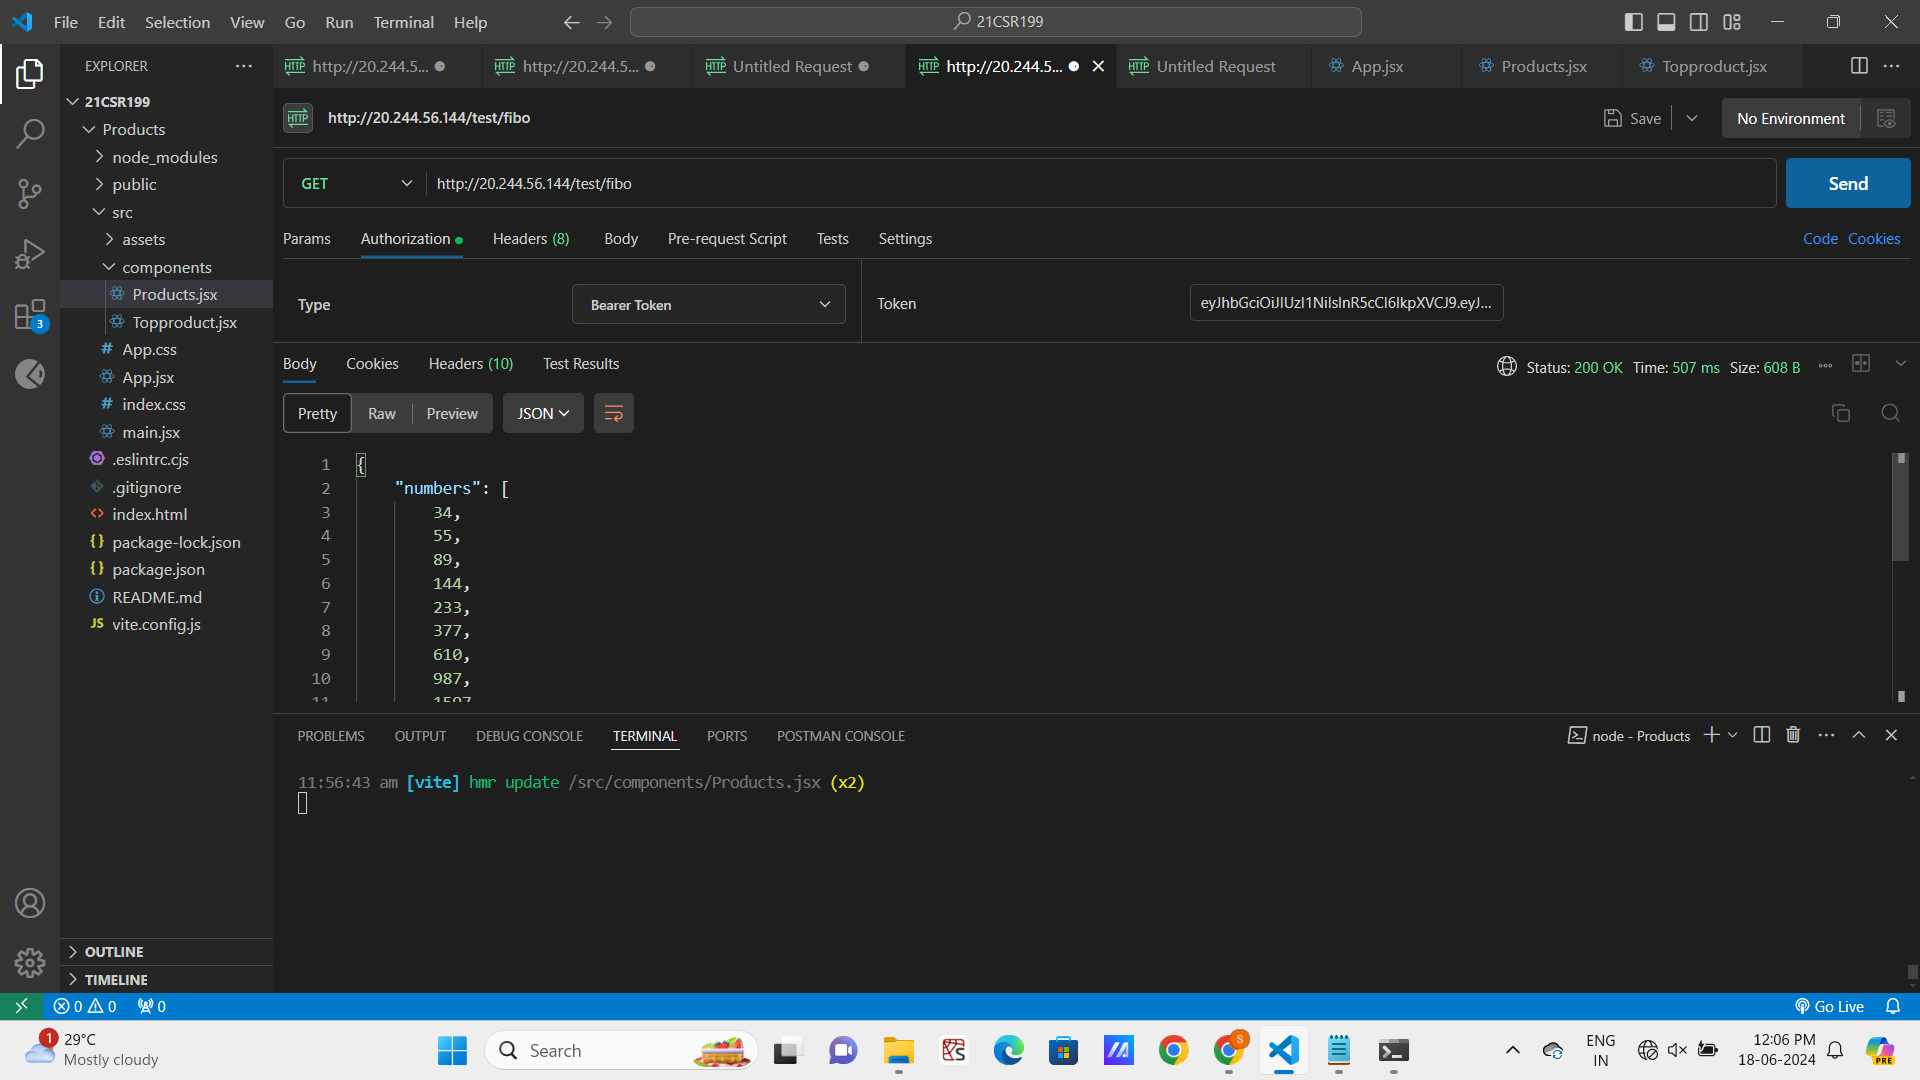 File Edit Selection View Go Run Terminal Help
21CSR199
EXPLORER
21CSR199
Products
node_modules
public
src
assets
components
Products.jsx
Topproduct.jsx
App.css
App.jsx
index.css
main.jsx
.eslintrc.cjs
.gitignore
index.html
package-lock.json
package.json
README.md
vite.config.js
OUTLINE
TIMELINE
3
http://20.244.5...
http://20.244.5...
Untitled Request
http://20.244.5...
Untitled Request
App.jsx
Products.jsx
Topproduct.jsx
HTTP http://20.244.56.144/test/fibo
Save
No Environment
GET http://20.244.56.144/test/fibo
Send
Params Authorization Headers (8) Body Pre-request Script Tests Settings
Code Cookies
Type Bearer Token
Token
Body Cookies Headers (10) Test Results
Status: 200 OK Time: 507 ms Size: 608 B
Pretty Raw Preview JSON
1 {
2 "numbers": [
3 34,
4 55,
5 89,
6 144,
7 233,
8 377,
9 610,
10 987,
11 1597
PROBLEMS OUTPUT DEBUG CONSOLE TERMINAL PORTS POSTMAN CONSOLE
node - Products
11:56:43 am [vite] hmr update /src/components/Products.jsx (x2)
0 0 0
Go Live
1 29°C
Mostly cloudy
Search
S
ENG
IN
12:06 PM
18-06-2024
PRE